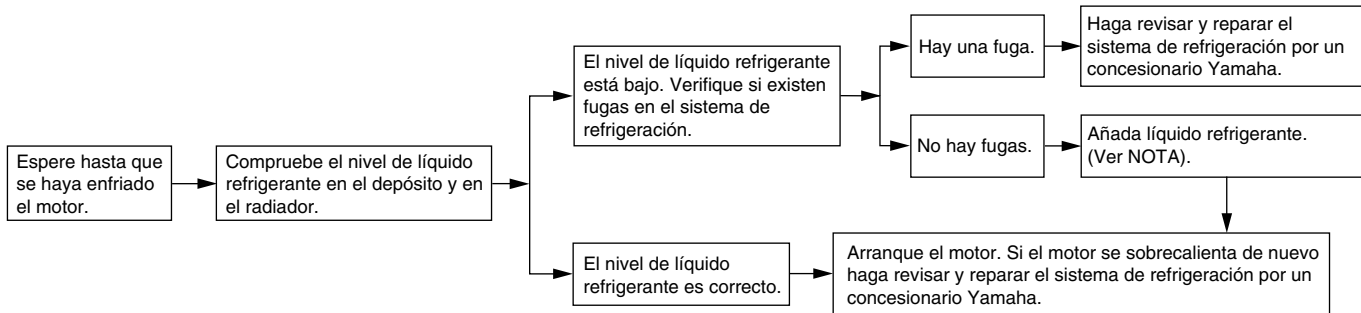 Espere hasta que
se haya enfriado
el motor.
Compruebe el nivel de líquido
refrigerante en el depósito y en
el radiador.
El nivel de líquido refrigerante
está bajo. Verifique si existen
fugas en el sistema de
refrigeración.
Hay una fuga.
Haga revisar y reparar el
sistema de refrigeración por un
concesionario Yamaha.
No hay fugas.
Añada líquido refrigerante.
(Ver NOTA).
El nivel de líquido
refrigerante es correcto.
Arranque el motor. Si el motor se sobrecalienta de nuevo
haga revisar y reparar el sistema de refrigeración por un
concesionario Yamaha.